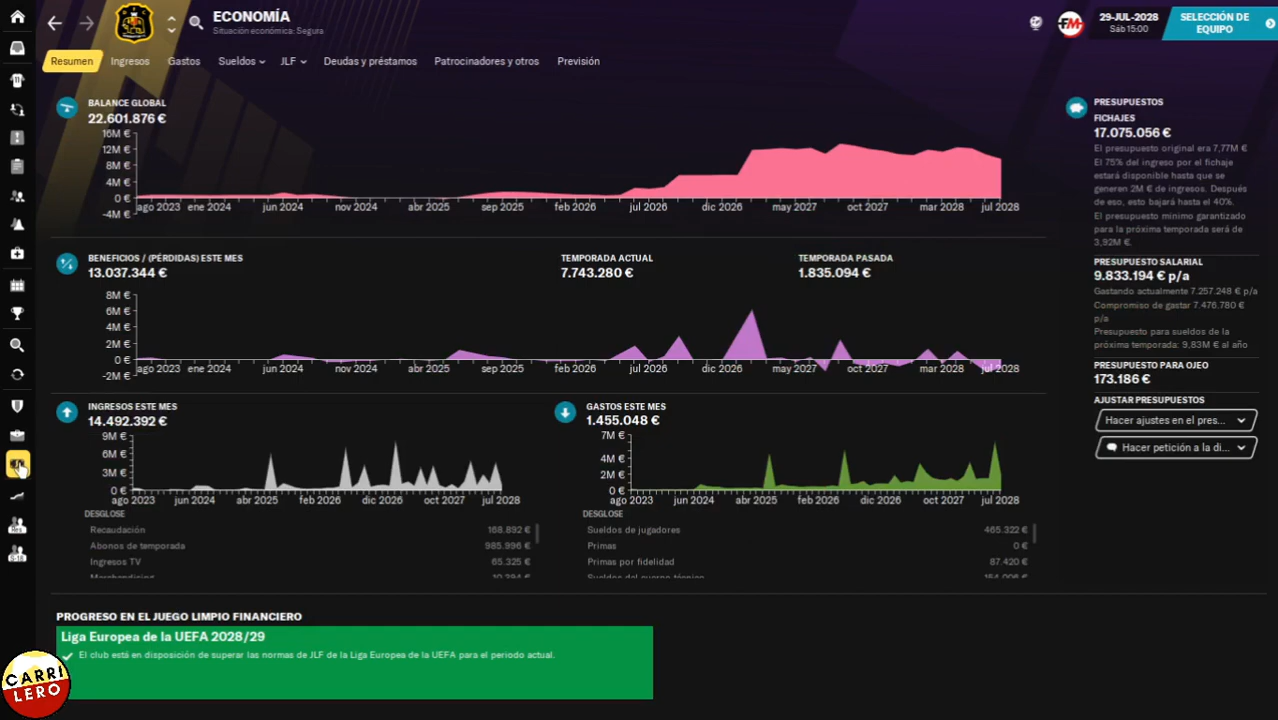 ECONOMÍA
Situación económica: Segura
FM
29-JUL-2028
Sáb 15:00
SELECCIÓN DE
EQUIPO
Resumen Ingresos Gastos Sueldos JLF Deudas y préstamos Patrocinadores y otros Previsión
BALANCE GLOBAL
22.601.876 €
16M €
12M €
8M €
4M €
0 €
-4M €
ago 2023 ene 2024 jun 2024 nov 2024 abr 2025 sep 2025 feb 2026 jul 2026 dic 2026 may 2027 oct 2027 mar 2028 jul 2028
BENEFICIOS / (PÉRDIDAS) ESTE MES
13.037.344 €
TEMPORADA ACTUAL
7.743.280 €
TEMPORADA PASADA
1.835.094 €
8M €
6M €
4M €
2M €
0 €
-2M €
ago 2023 ene 2024 jun 2024 nov 2024 abr 2025 sep 2025 feb 2026 jul 2026 dic 2026 may 2027 oct 2027 mar 2028 jul 2028
INGRESOS ESTE MES
14.492.392 €
9M €
6M €
3M €
0 €
ago 2023 jun 2024 abr 2025 feb 2026 dic 2026 oct 2027 jul 2028
DESGLOSE
Recaudación 168.892 €
Abonos de temporada 985.996 €
Ingresos TV 65.325 €
Merchandising 10.394 €
GASTOS ESTE MES
1.455.048 €
7M €
4M €
2M €
0 €
ago 2023 jun 2024 abr 2025 feb 2026 dic 2026 oct 2027 jul 2028
DESGLOSE
Sueldos de jugadores 465.322 €
Primas 0 €
Primas por fidelidad 87.420 €
Sueldos del cuerpo técnico 154.006 €
PRESUPUESTOS
FICHAJES
17.075.056 €
El presupuesto original era 7,77M €
El 75% del ingreso por el fichaje
estará disponible hasta que se
generen 2M € de ingresos. Después
de eso, esto bajará hasta el 40%.
El presupuesto mínimo garantizado
para la próxima temporada será de
3,92M €.
PRESUPUESTO SALARIAL
9.833.194 € p/a
Gastando actualmente 7.257.248 € p/a
Compromiso de gastar 7.476.780 €
p/a
Presupuesto para sueldos de la
próxima temporada: 9,83M € al año
PRESUPUESTO PARA OJEO
173.186 €
AJUSTAR PRESUPUESTOS
Hacer ajustes en el pres...
Hacer petición a la di...
PROGRESO EN EL JUEGO LIMPIO FINANCIERO
Liga Europea de la UEFA 2028/29
El club está en disposición de superar las normas de JLF de la Liga Europea de la UEFA para el periodo actual.
CARRI
LERO